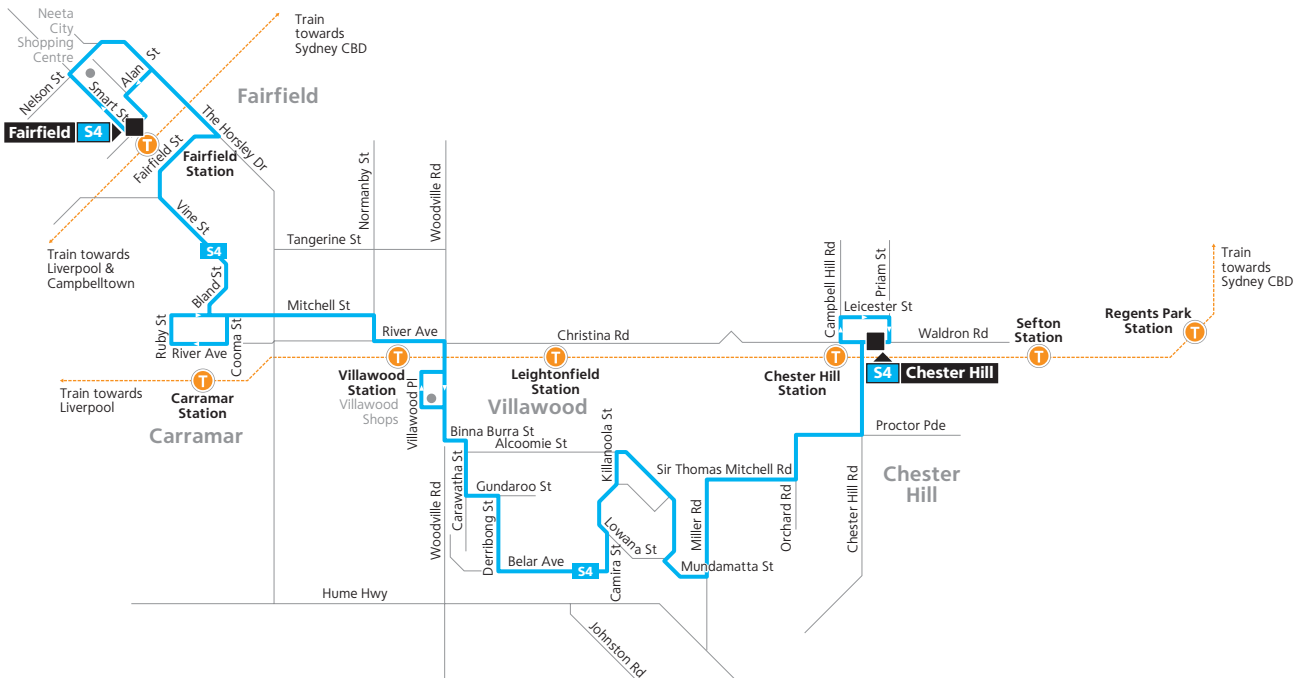 Neeta
City
Shopping
Centre
Train
towards
Sydney CBD
Alan St
Nelson St
Smart St
Fairfield
The Horsley Dr
Fairfield S4
T
Fairfield St
Fairfield
Station
Normanby St
Woodville Rd
Vine St
Tangerine St
S4
Train towards
Liverpool &
Campbelltown
Campbell Hill Rd
Priam St
Train
towards
Sydney CBD
Bland St
Mitchell St
Leicester St
Regents Park
Station
T
Ruby St
River Ave
Cooma St
River Ave
Christina Rd
Waldron Rd
Sefton
Station
T
T
T
T
T
Villawood
Station
Villawood
Shops
Leightonfield
Station
Chester Hill
Station
S4 Chester Hill
Train towards
Liverpool
Carramar
Station
Villawood Pl
Villawood
Carramar
Binna Burra St
Alcoomie St
Killanoola St
Proctor Pde
Carawatha St
Sir Thomas Mitchell Rd
Chester
Hill
Gundaroo St
Woodville Rd
Derribong St
Lowana St
Miller Rd
Orchard Rd
Chester Hill Rd
Belar Ave
S4
Camira St
Mundamatta St
Hume Hwy
Johnston Rd